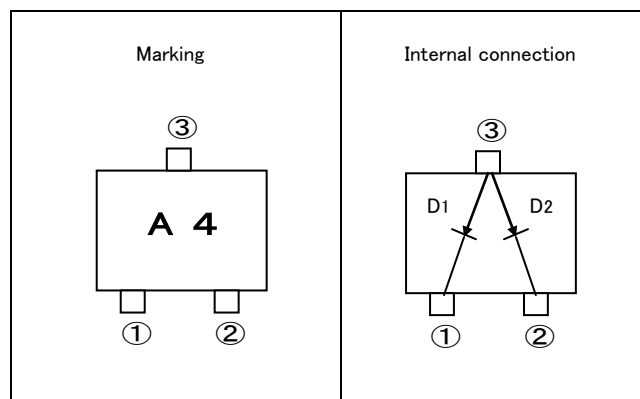 Marking
③
A 4
① ②
Internal connection
③
D1 D2
① ②